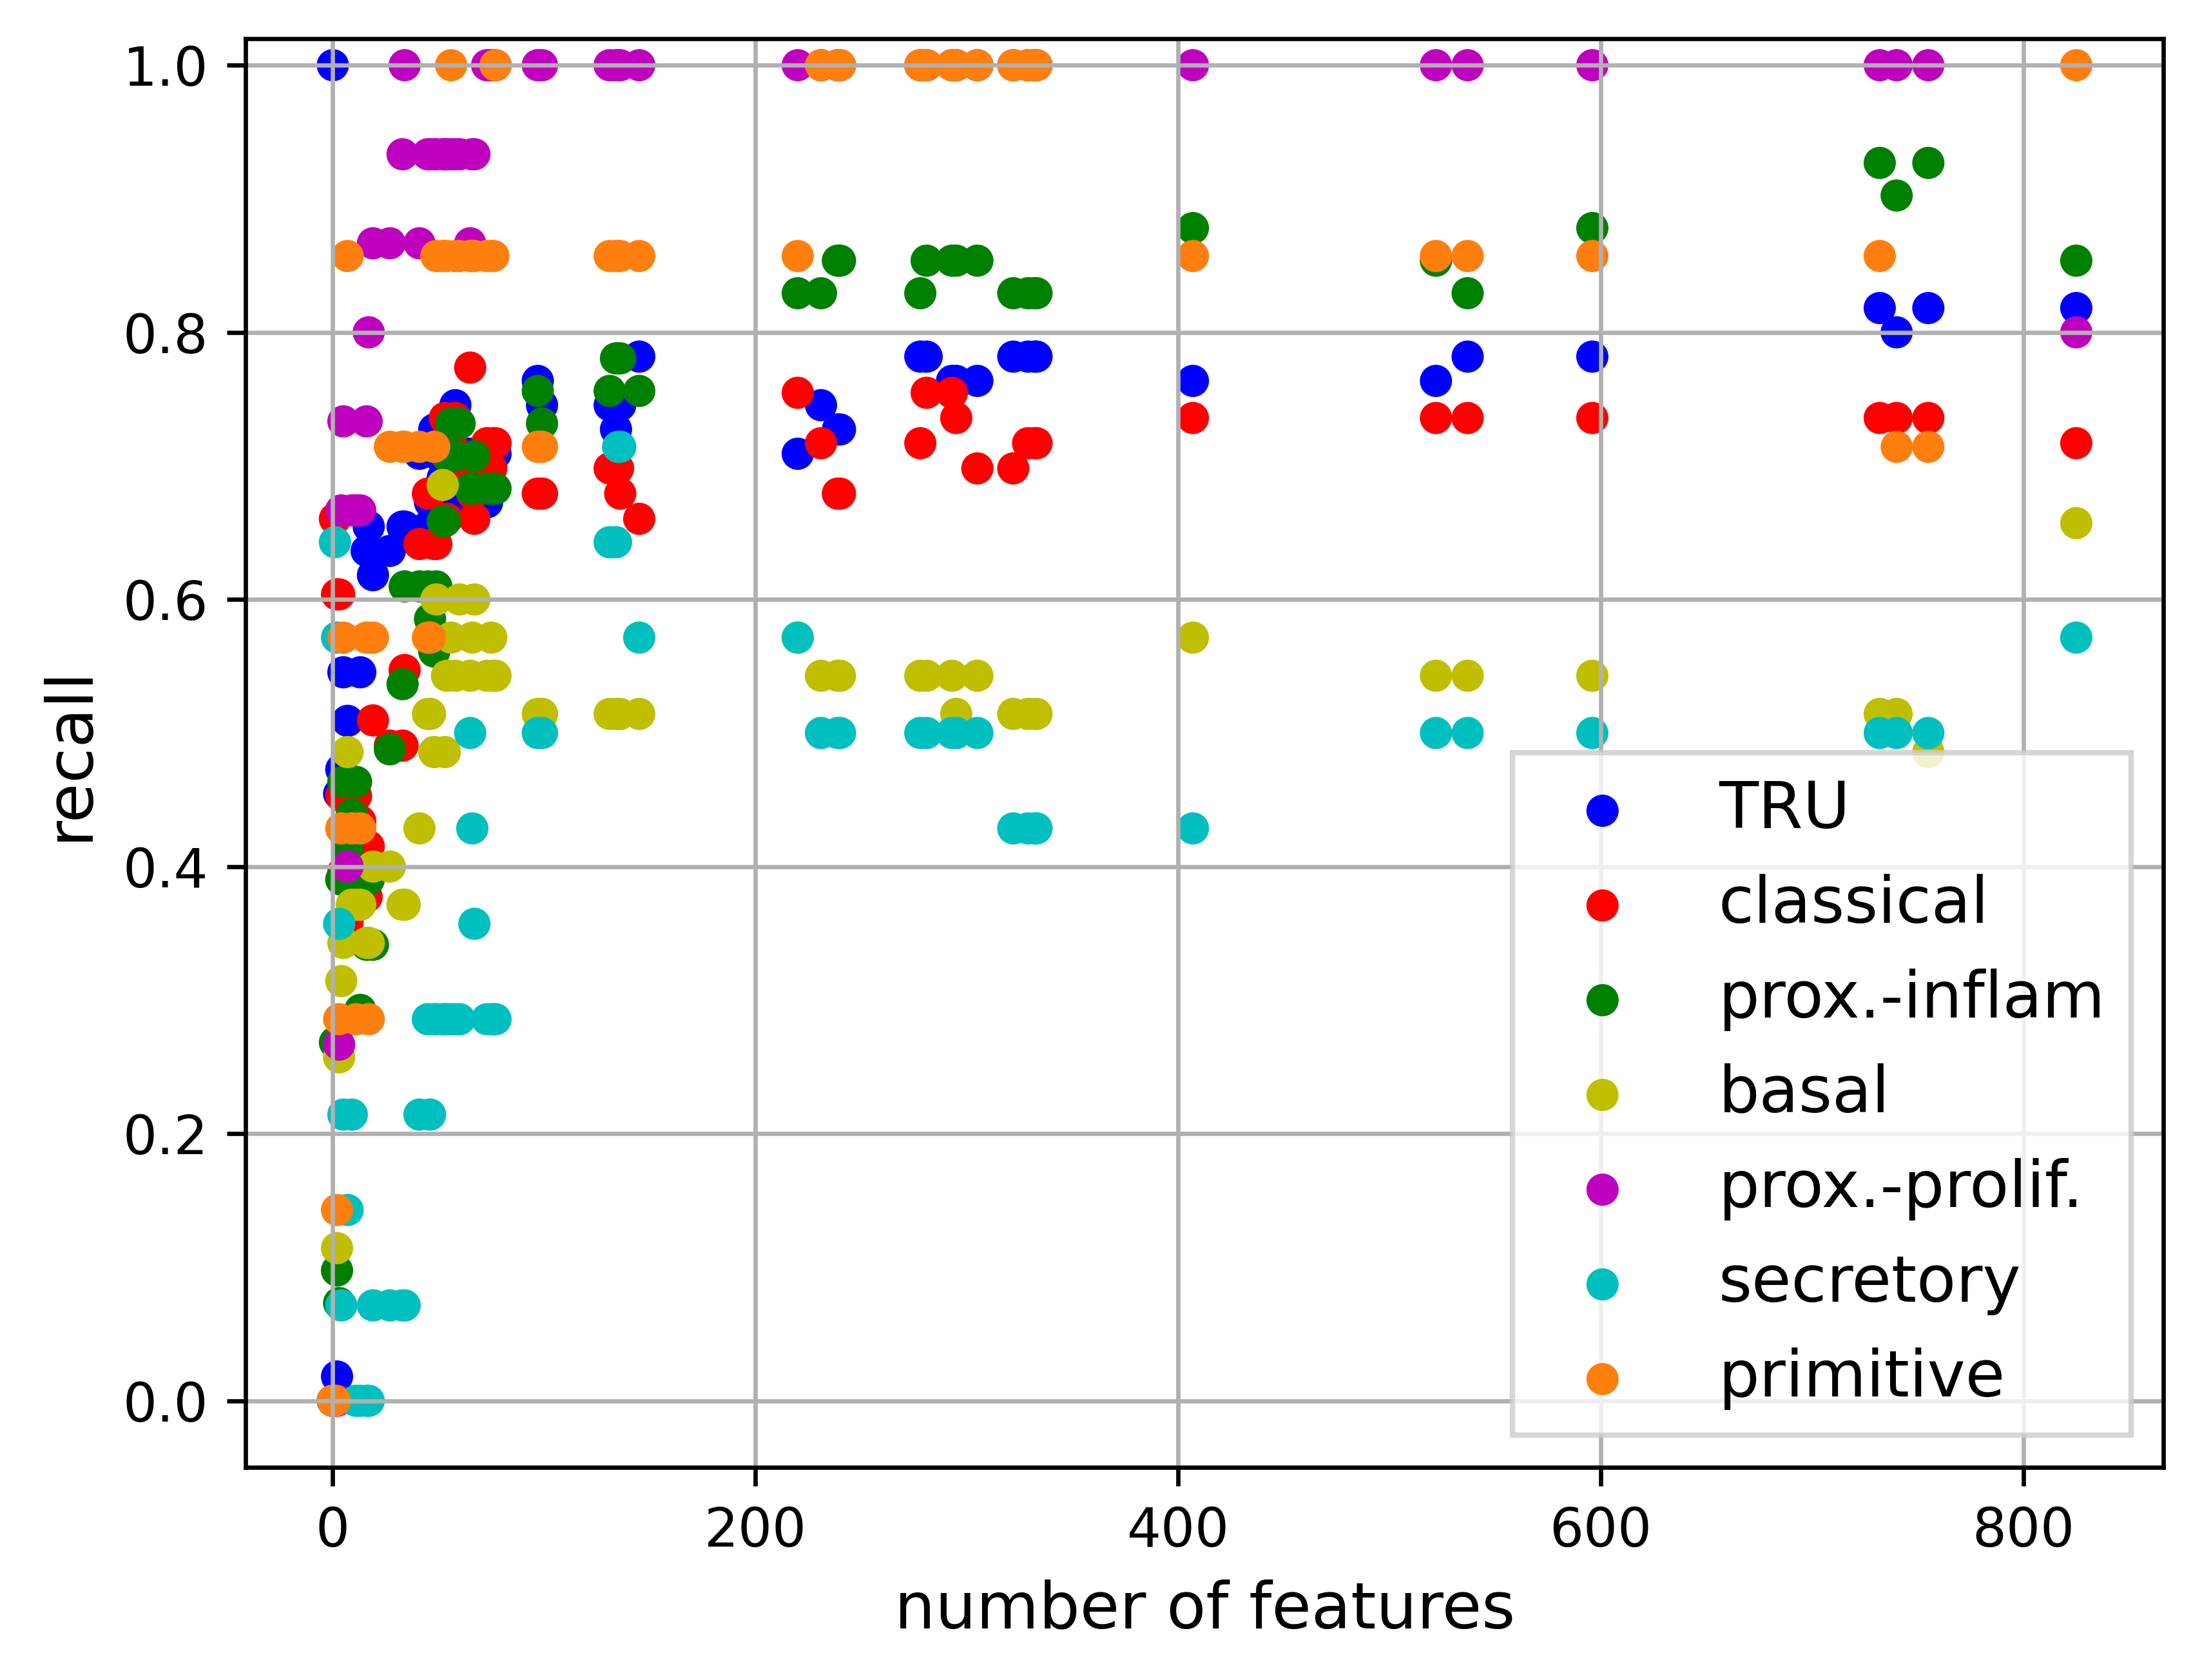 1.0
0.8
0.6
0.4
0.2
0.0
recall
0 200 400 600 800
number of features
TRU
classical
prox.-inflam
basal
prox.-prolif.
secretory
primitive